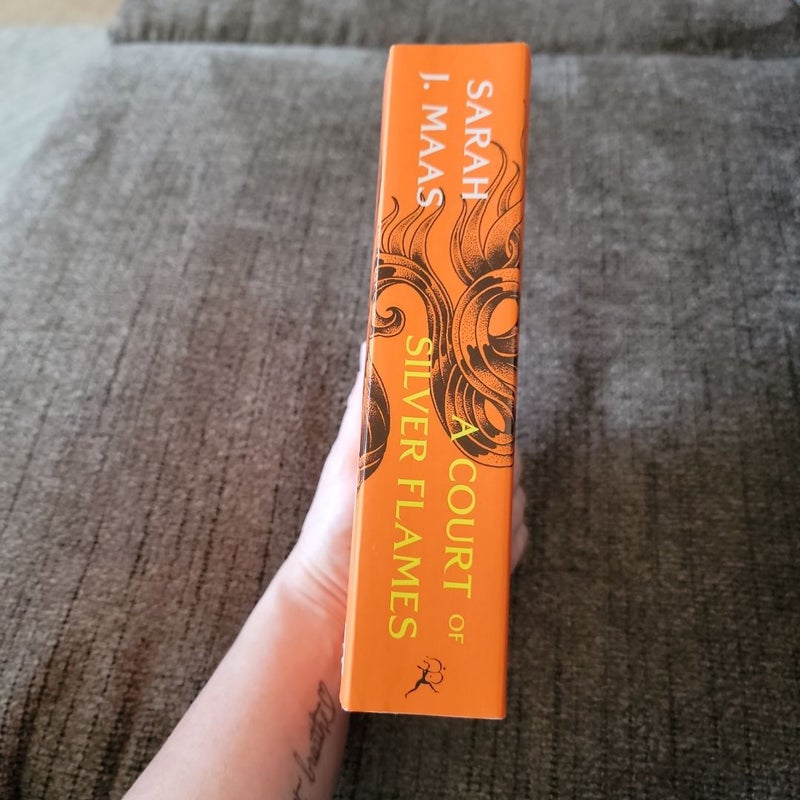 SARAH
J. MAAS
A COURT OF
SILVER FLAMES